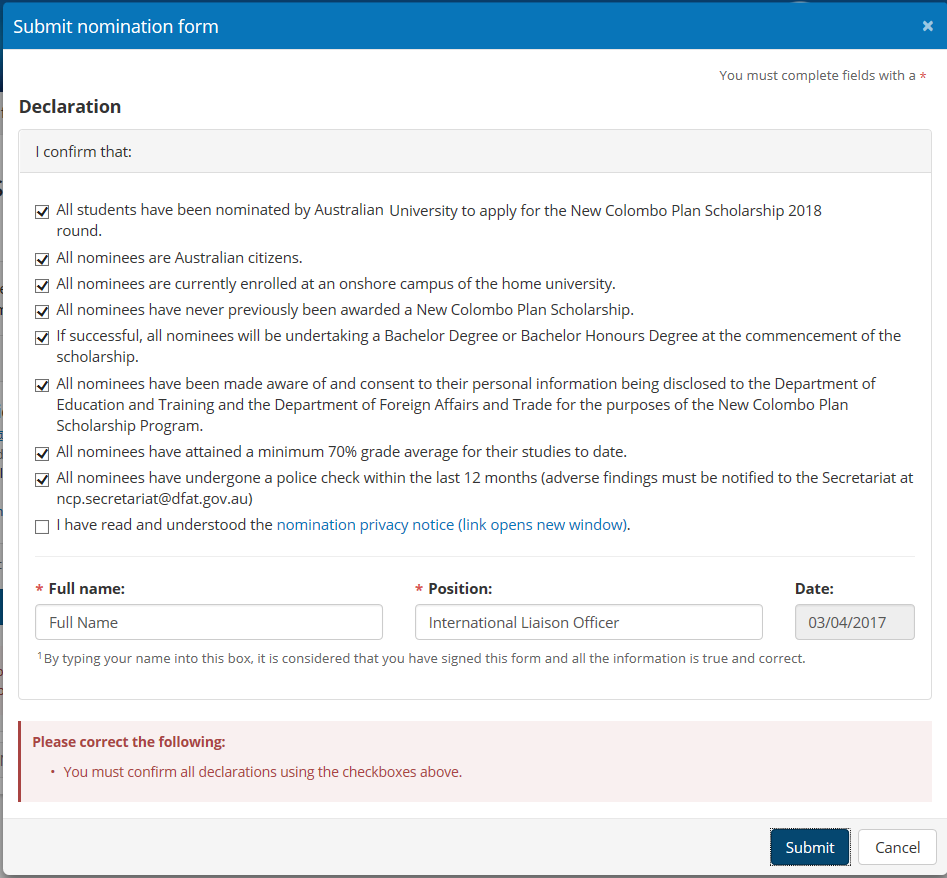 Submit nomination form
×
You must complete fields with a *
Declaration
I confirm that:
All students have been nominated by Australian University to apply for the New Colombo Plan Scholarship 2018
round.
All nominees are Australian citizens.
All nominees are currently enrolled at an onshore campus of the home university.
All nominees have never previously been awarded a New Colombo Plan Scholarship.
If successful, all nominees will be undertaking a Bachelor Degree or Bachelor Honours Degree at the commencement of the
scholarship.
All nominees have been made aware of and consent to their personal information being disclosed to the Department of
Education and Training and the Department of Foreign Affairs and Trade for the purposes of the New Colombo Plan
Scholarship Program.
All nominees have attained a minimum 70% grade average for their studies to date.
All nominees have undergone a police check within the last 12 months (adverse findings must be notified to the Secretariat at
ncp.secretariat@dfat.gov.au)
I have read and understood the nomination privacy notice (link opens new window).
* Full name: * Position: Date:
Full Name International Liaison Officer 03/04/2017
1 By typing your name into this box, it is considered that you have signed this form and all the information is true and correct.
Please correct the following:
• You must confirm all declarations using the checkboxes above.
Submit Cancel